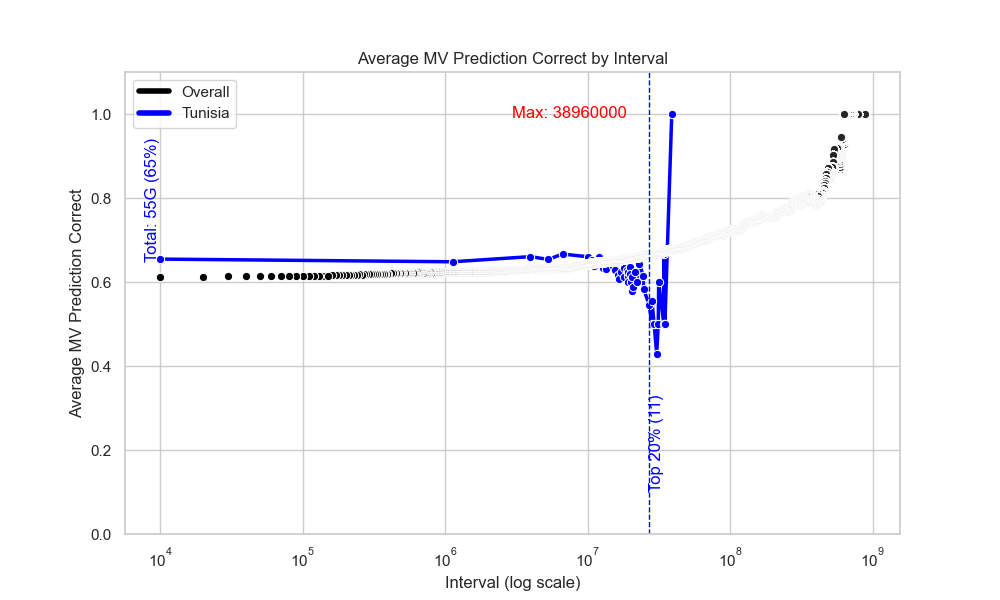 Average MV Prediction Correct by Interval
Overall
Tunisia
Max: 38960000
Total: 55G (65%)
Top 20% (11)
Average MV Prediction Correct
1.0
0.8
0.6
0.4
0.2
0.0
10^4 10^5 10^6 10^7 10^8 10^9
Interval (log scale)